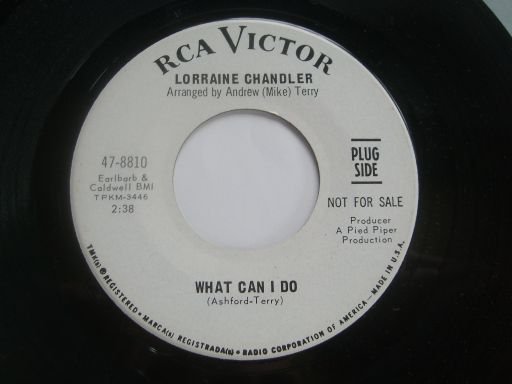 RCA VICTOR
LORRAINE CHANDLER
Arranged by Andrew (Mike) Terry
47-8810
Earlbarb &
Caldwell BMI
TPKM-3446
2:38
PLUG
SIDE
NOT FOR SALE
Producer
A Pied Piper
Production
WHAT CAN I DO
(Ashford-Terry)
TMK(s) ® REGISTERED • MARCA(s) REGISTRADA(s) • RADIO CORPORATION OF AMERICA—MADE IN U.S.A.